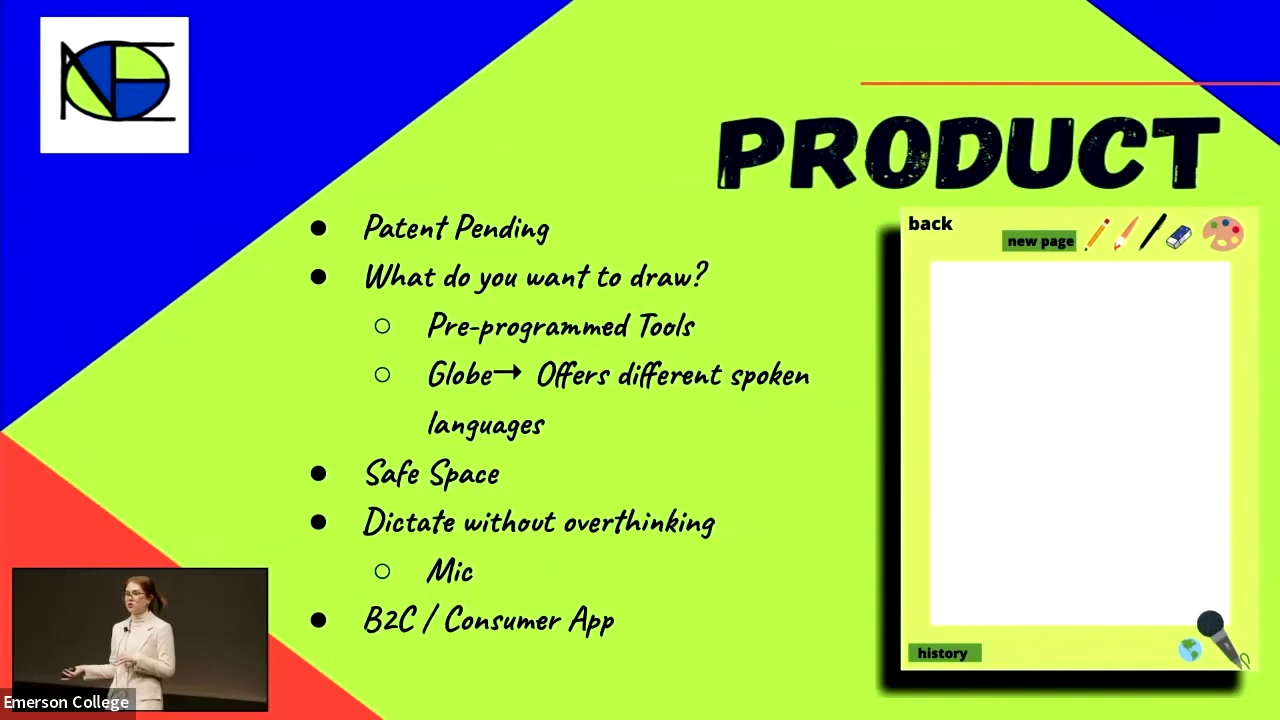 PRODUCT
Patent Pending
What do you want to draw?
Pre-programmed Tools
Globe→ Offers different spoken
languages
Safe Space
Dictate without overthinking
Mic
B2C / Consumer App
back
new page
history
Emerson College